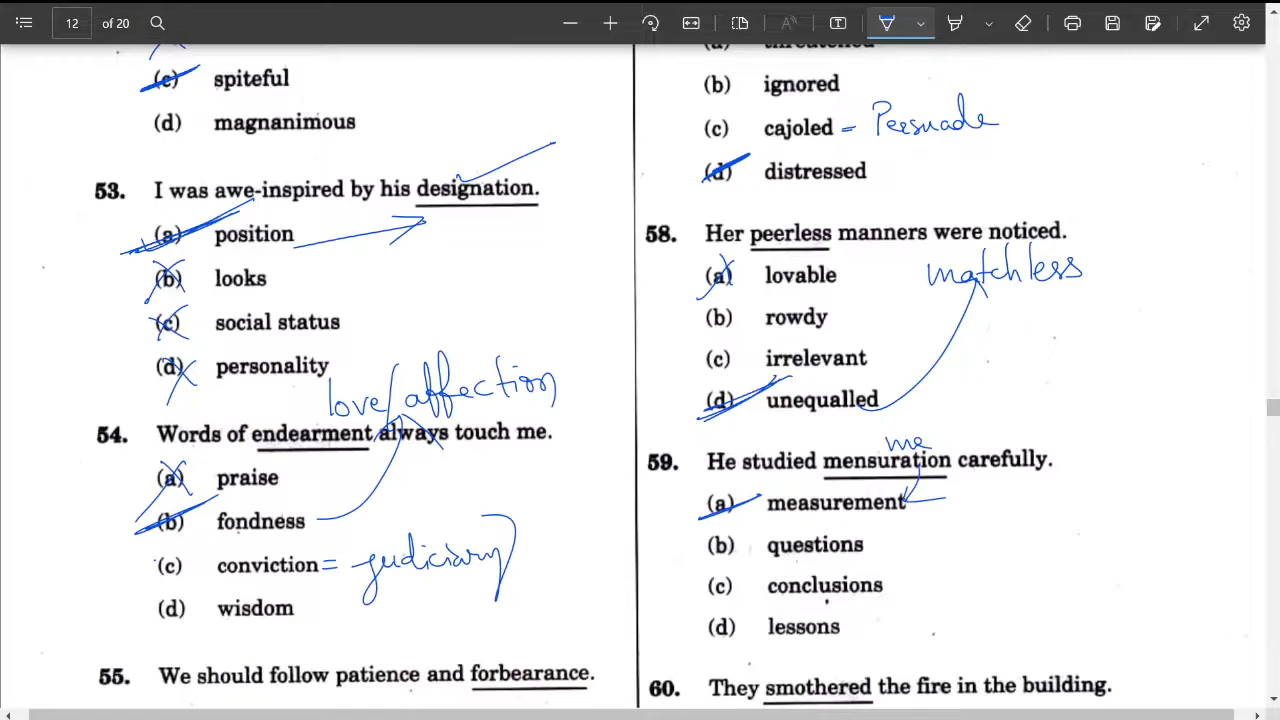 12 of 20
(c) spiteful
(d) magnanimous
53. I was awe-inspired by his designation.
(a) position
(b) looks
(c) social status
(d) personality
love/affection
54. Words of endearment always touch me.
(a) praise
(b) fondness
(c) conviction = judiciary
(d) wisdom
55. We should follow patience and forbearance.
(b) ignored
(c) cajoled = Persuade
(d) distressed
58. Her peerless manners were noticed.
matchless
(a) lovable
(b) rowdy
(c) irrelevant
(d) unequalled
me
59. He studied mensuration carefully.
(a) measurement
(b) questions
(c) conclusions
(d) lessons
60. They smothered the fire in the building.